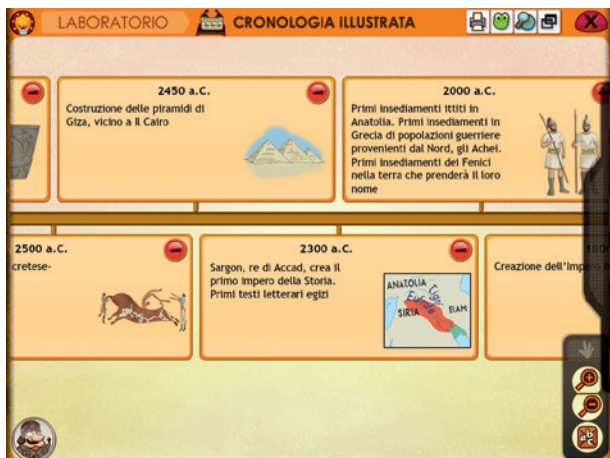 LABORATORIO
CRONOLOGIA ILLUSTRATA
2450 a.C.
Costruzione delle piramidi di
Giza, vicino a Il Cairo
2000 a.C.
Primi insediamenti ittiti in
Anatolia. Primi insediamenti in
Grecia di popolazioni guerriere
provenienti dal Nord, gli Achei.
Primi insediamenti dei Fenici
nella terra che prenderà il loro
nome
2500 a.C.
cretese-
2300 a.C.
Sargon, re di Accad, crea il
primo impero della Storia.
Primi testi letterari egizi
ANATOLIA
Tigri
Eufrate
SIRIA
ELAM
Creazione dell'Impero